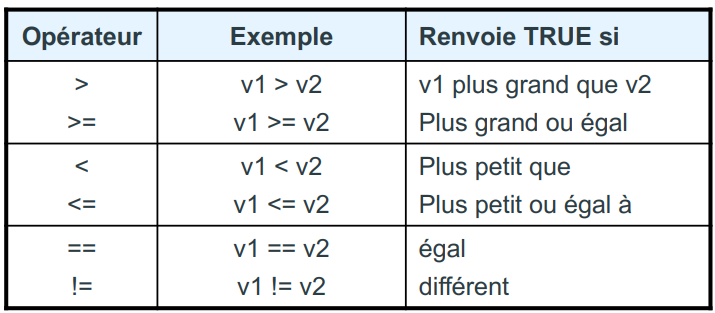 Opérateur Exemple Renvoie TRUE si
> v1 > v2 v1 plus grand que v2
>= v1 >= v2 Plus grand ou égal
< v1 < v2 Plus petit que
<= v1 <= v2 Plus petit ou égal à
== v1 == v2 égal
!= v1 != v2 différent